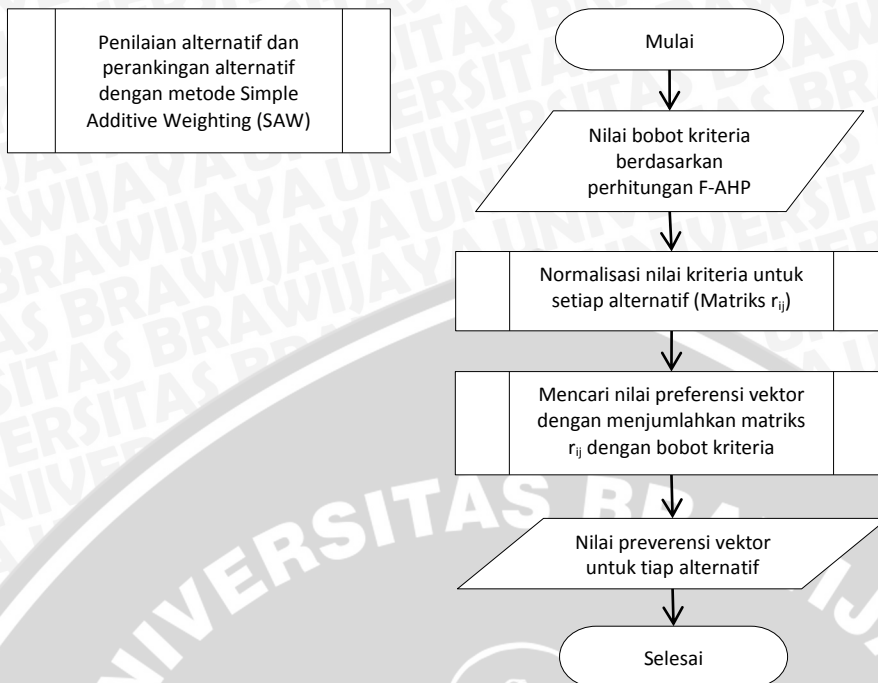 Penilaian alternatif dan
perankingan alternatif
dengan metode Simple
Additive Weighting (SAW)
Mulai
Nilai bobot kriteria
berdasarkan
perhitungan F-AHP
Normalisasi nilai kriteria untuk
setiap alternatif (Matriks rᵢⱼ)
Mencari nilai preferensi vektor
dengan menjumlahkan matriks
rᵢⱼ dengan bobot kriteria
Nilai preverensi vektor
untuk tiap alternatif
Selesai